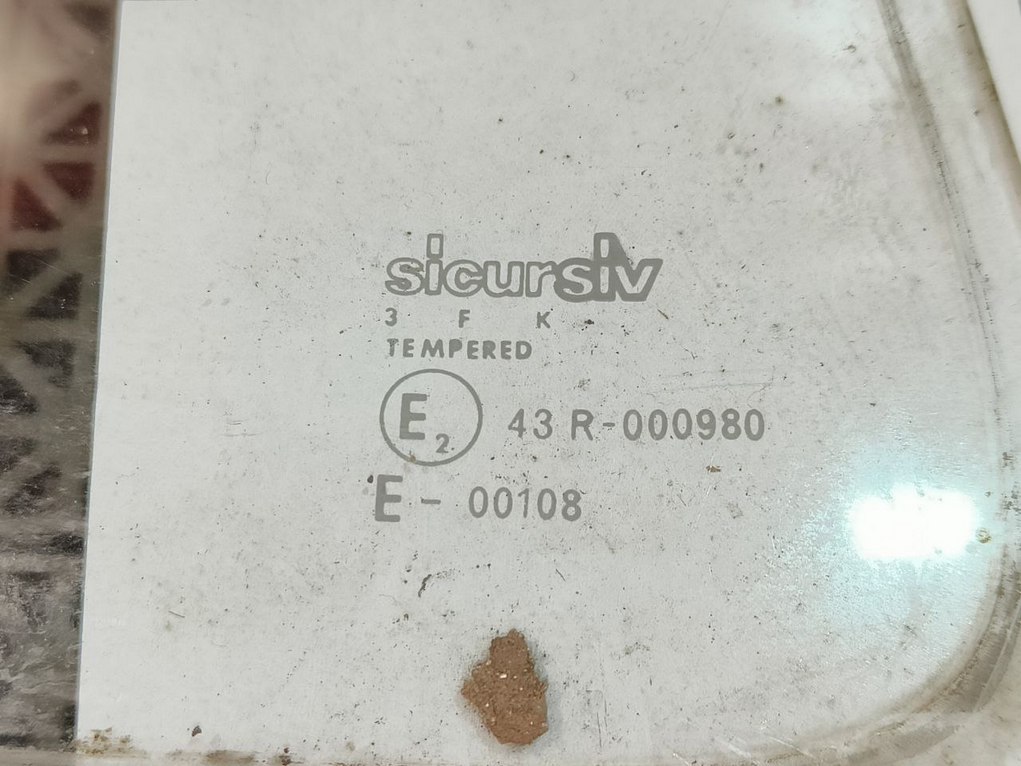 sicursiv
3 F K
TEMPERED
E2 43 R-000980
E - 00108